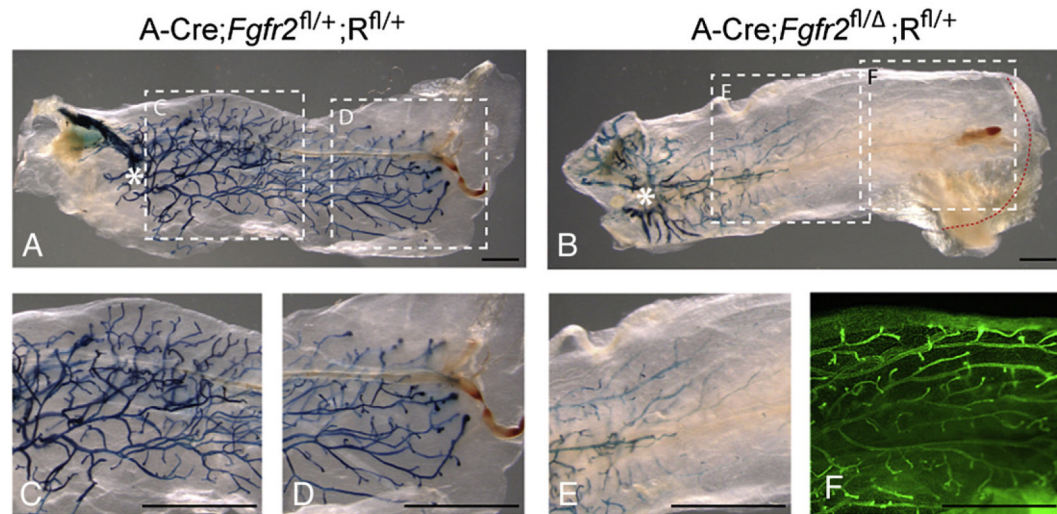 A-Cre;Fgfr2fl/+;Rfl/+
A-Cre;Fgfr2fl/Δ;Rfl/+
C
D
*
A
E
F
*
B
C
D
E
F